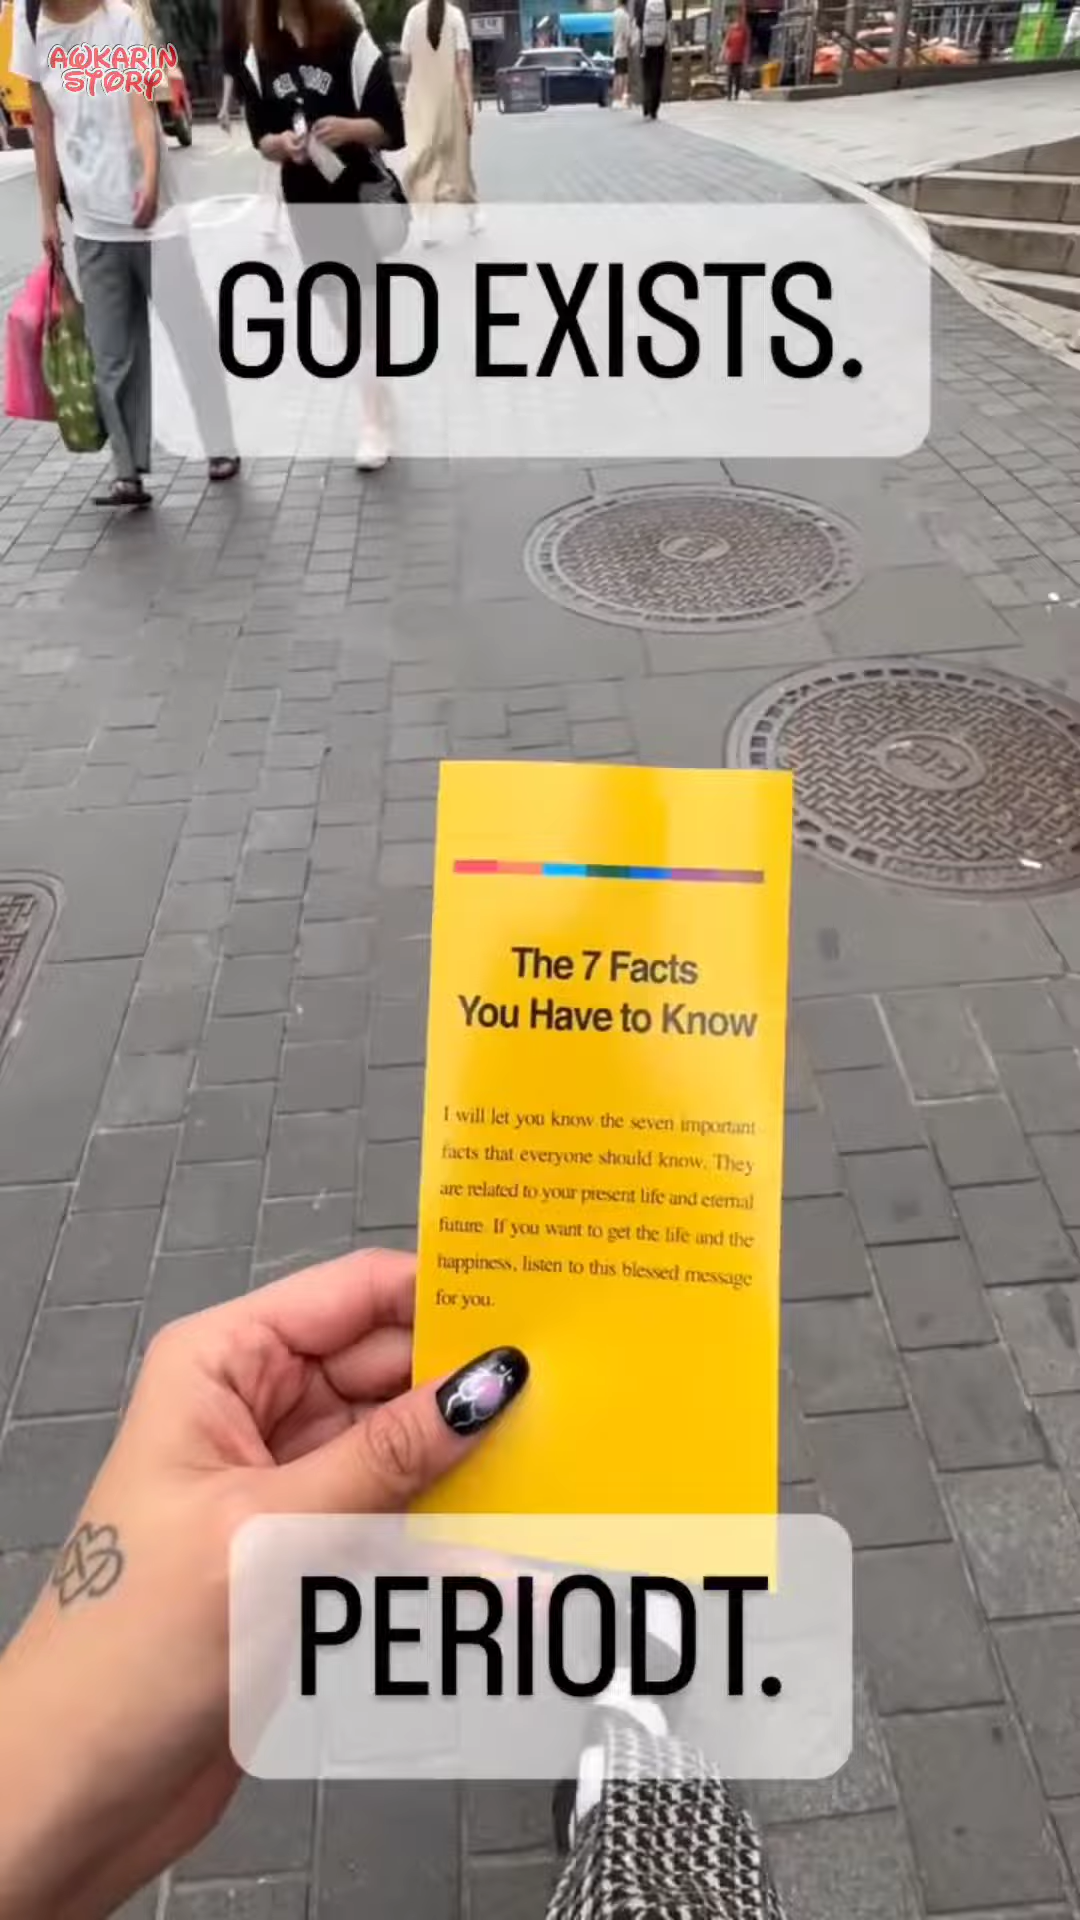 AWKARIN
STORY
GOD EXISTS.
The 7 Facts
You Have to Know
I will let you know the seven important
facts that everyone should know. They
are related to your present life and eternal
future. If you want to get the life and the
happiness, listen to this blessed message
for you.
PERIODT.